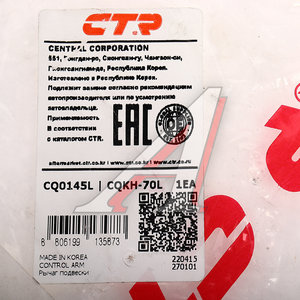 CTR
CENTRAL CORPORATION
Республика Корея.
Изготовлено в Республике Корея.
Подлежит замене согласно рекомендациям
автопроизводителя или по усмотрению
автовладельца.
Применяемость
В соответствии
с каталогом CTR.
EAC
CQ0145L | CQKH-70L 1EA
8 806199 135873
MADE IN KOREA
CONTROL ARM
Рычаг подвески
220415
270101